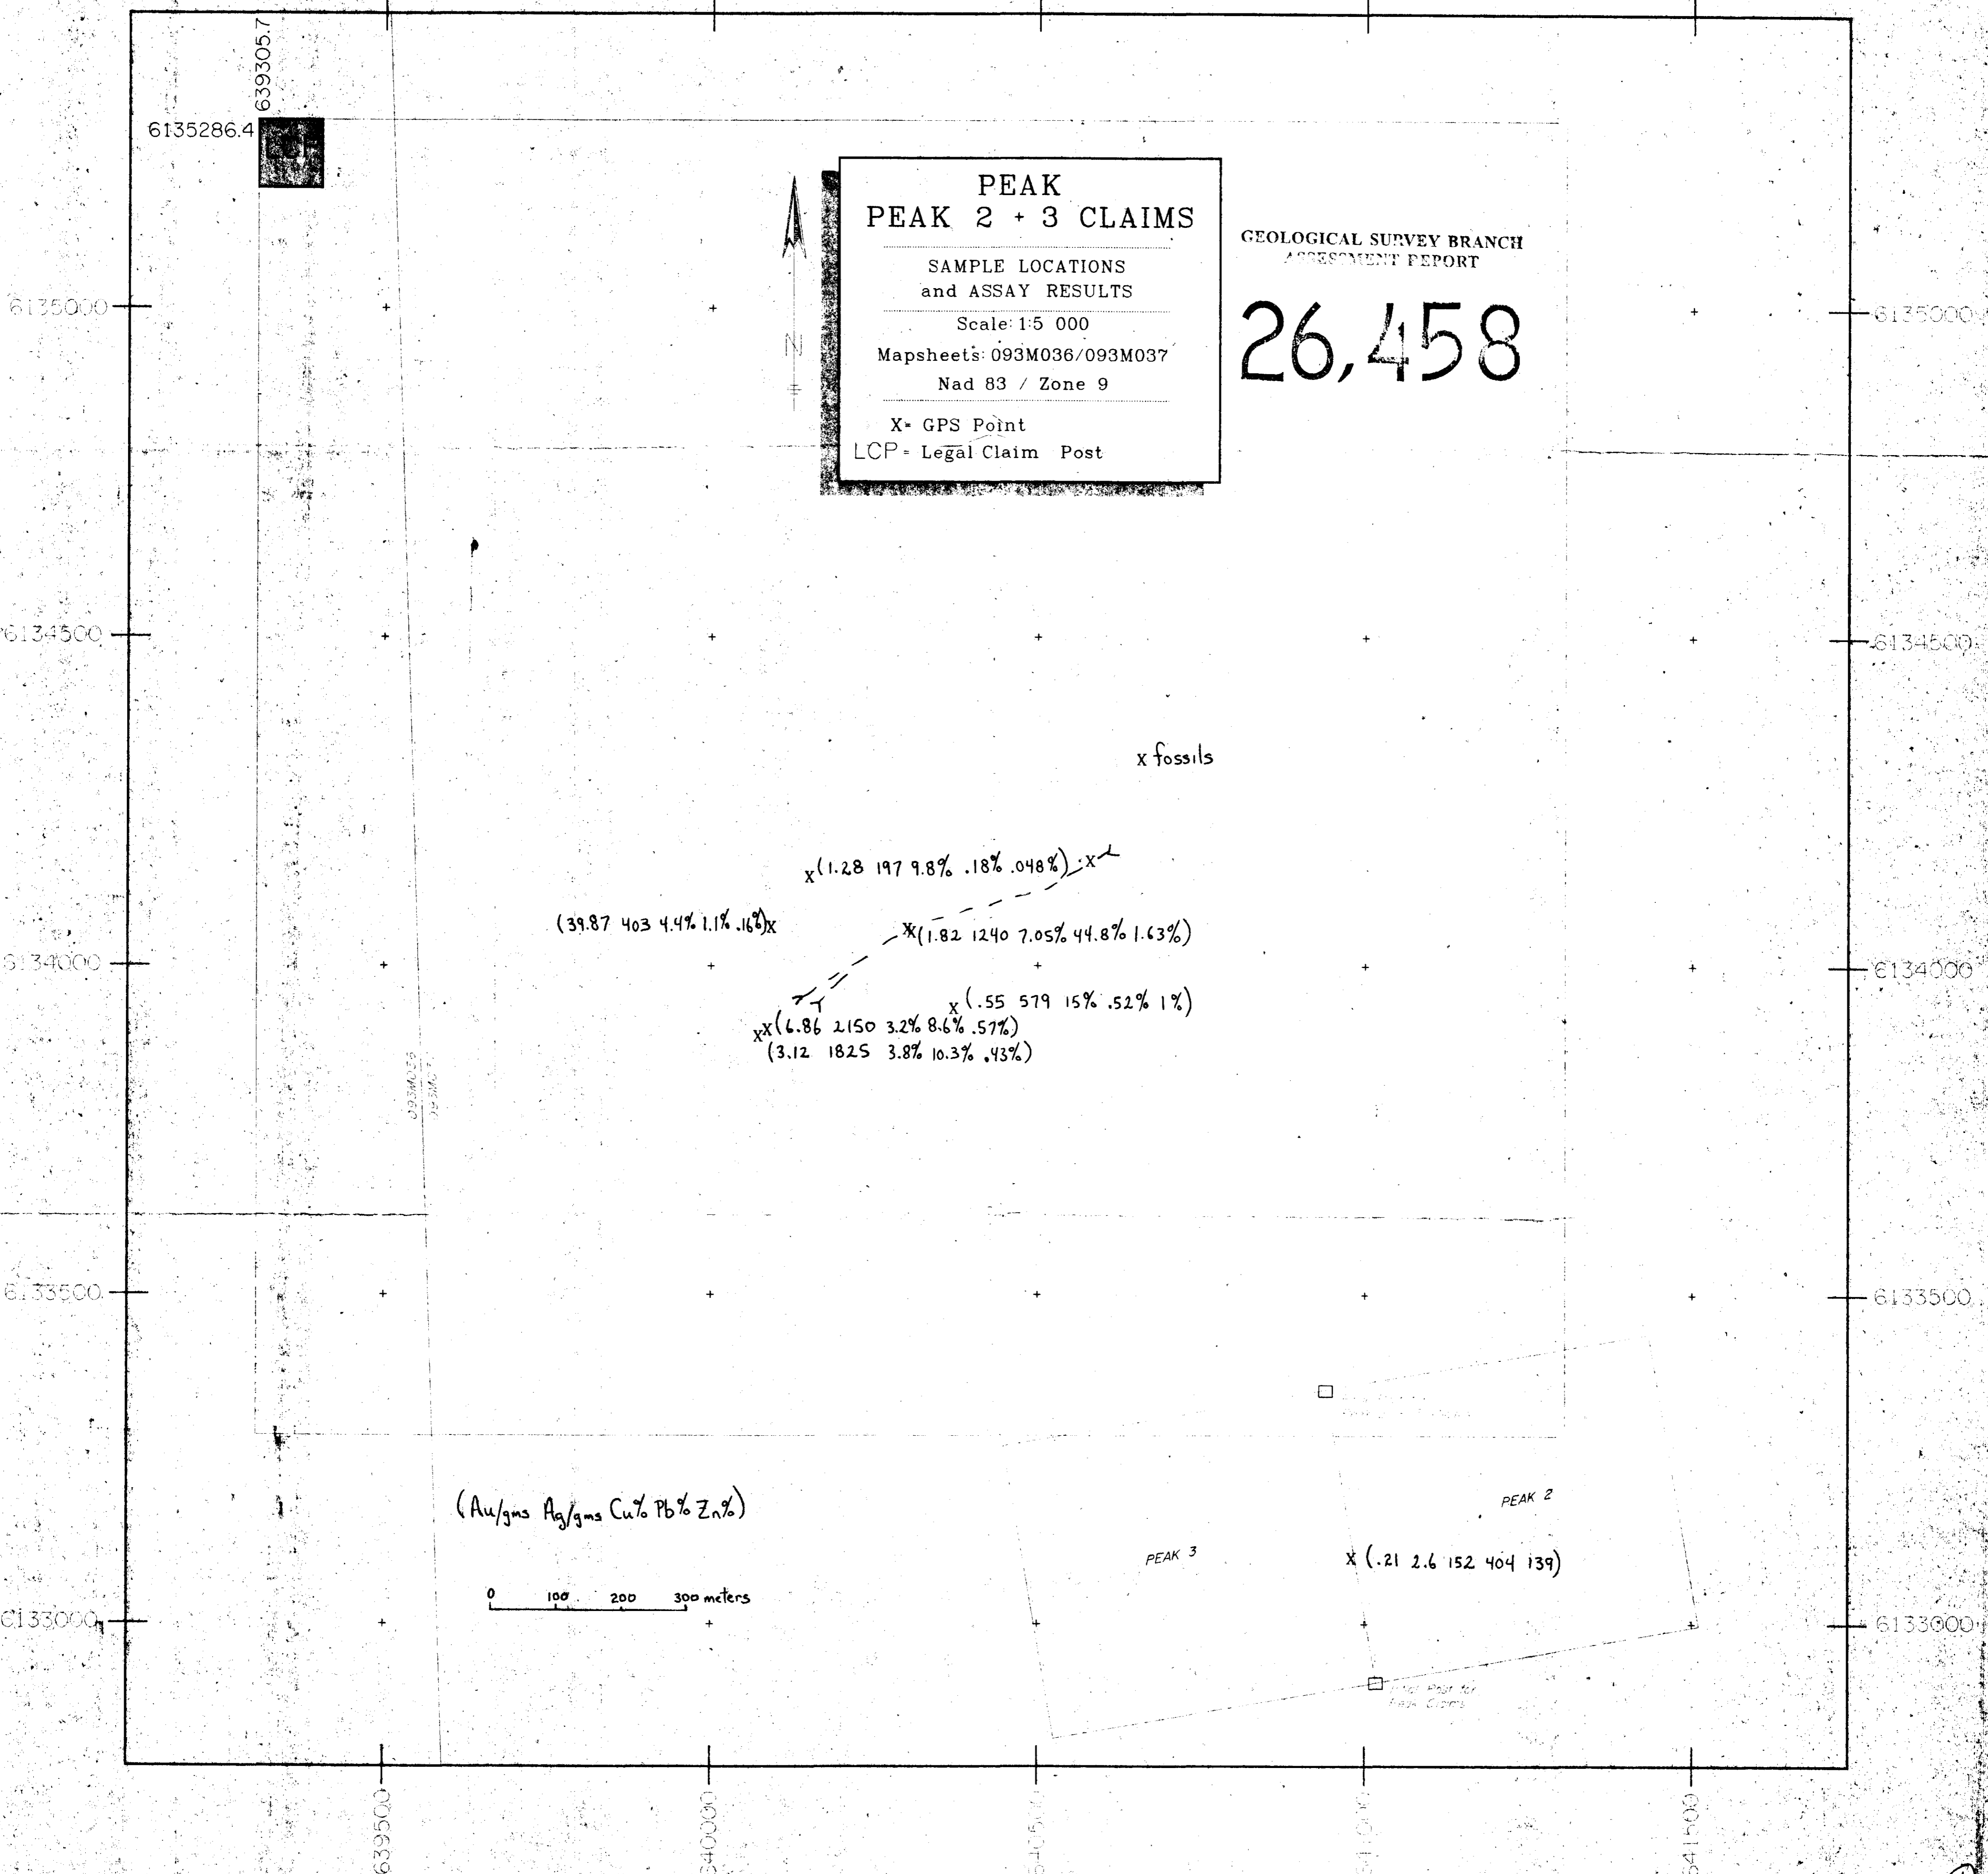 639305.7
6135286.4
LCP
PEAK
PEAK 2 + 3 CLAIMS
SAMPLE LOCATIONS
and ASSAY RESULTS
Scale: 1:5 000
Mapsheets: 093M036/093M037
Nad 83 / Zone 9
X= GPS Point
LCP = Legal Claim Post
N
GEOLOGICAL SURVEY BRANCH
ASSESSMENT REPORT
26,458
6135000
6135000
6134500
6134500
x fossils
x(1.28 197 9.8% .18% .048%) x
(39.87 403 4.4% 1.1% .16%)x
x(1.82 1240 7.05% 44.8% 1.63%)
6134000
6134000
x(.55 579 15% .52% 1%)
xx(6.86 2150 3.2% 8.6% .57%)
(3.12 1825 3.8% 10.3% .43%)
6133500
6133500
(Au/gms Ag/gms Cu% Pb% Zn%)
PEAK 2
PEAK 3
x (.21 2.6 152 404 139)
0 100 200 300 meters
6133000
6133000
Post for
Claims
639500